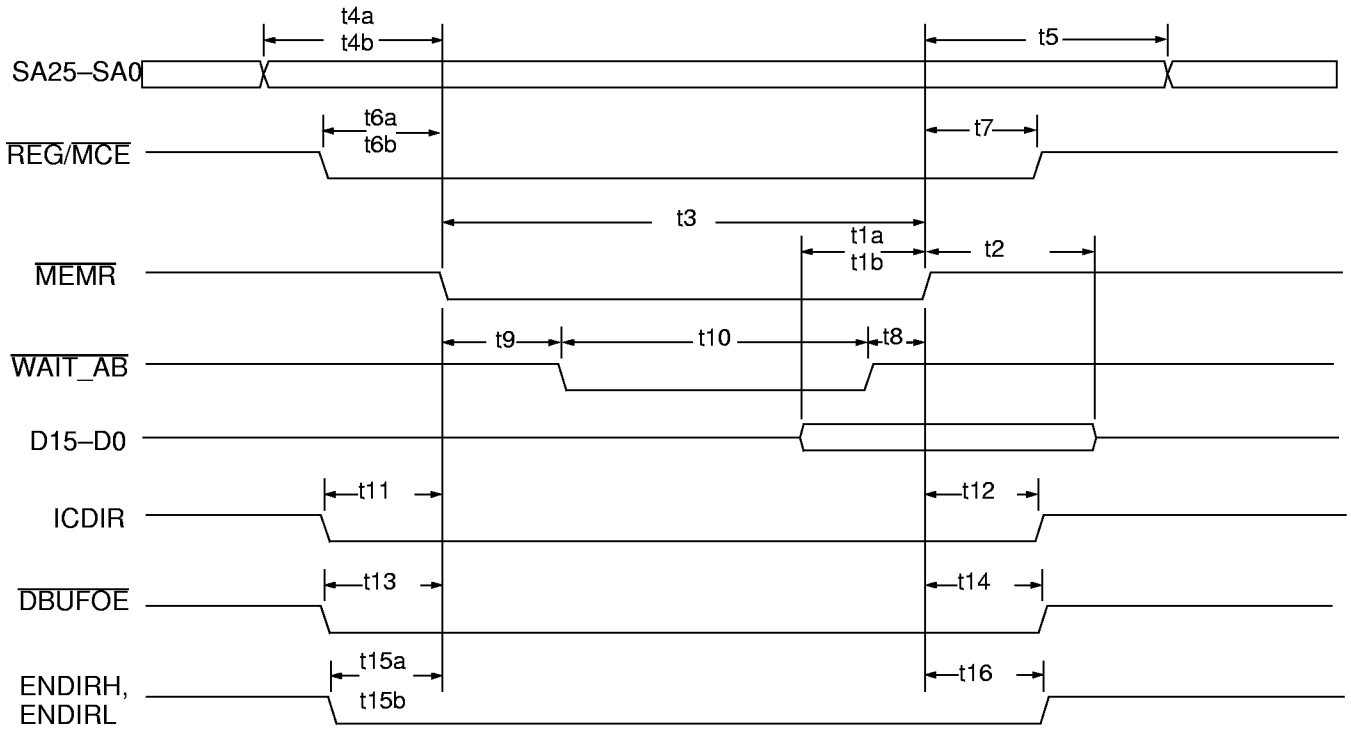 t4a
t4b
t5
SA25–SA0
t6a
t6b
t7
REG/MCE
t3
t1a
t1b
t2
MEMR
t9
t10
t8
WAIT_AB
D15–D0
t11
t12
ICDIR
t13
t14
DBUFOE
t15a
t15b
t16
ENDIRH,
ENDIRL